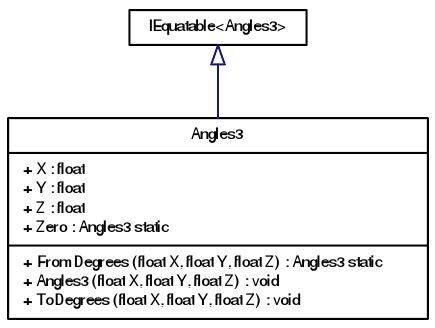 IEquatable<Angles3>
Angles3
+ X : float
+ Y : float
+ Z : float
+ Zero : Angles3 static
+ FromDegrees (float X, float Y, float Z) : Angles3 static
+ Angles3 (float X, float Y, float Z) : void
+ ToDegrees (float X, float Y, float Z) : void